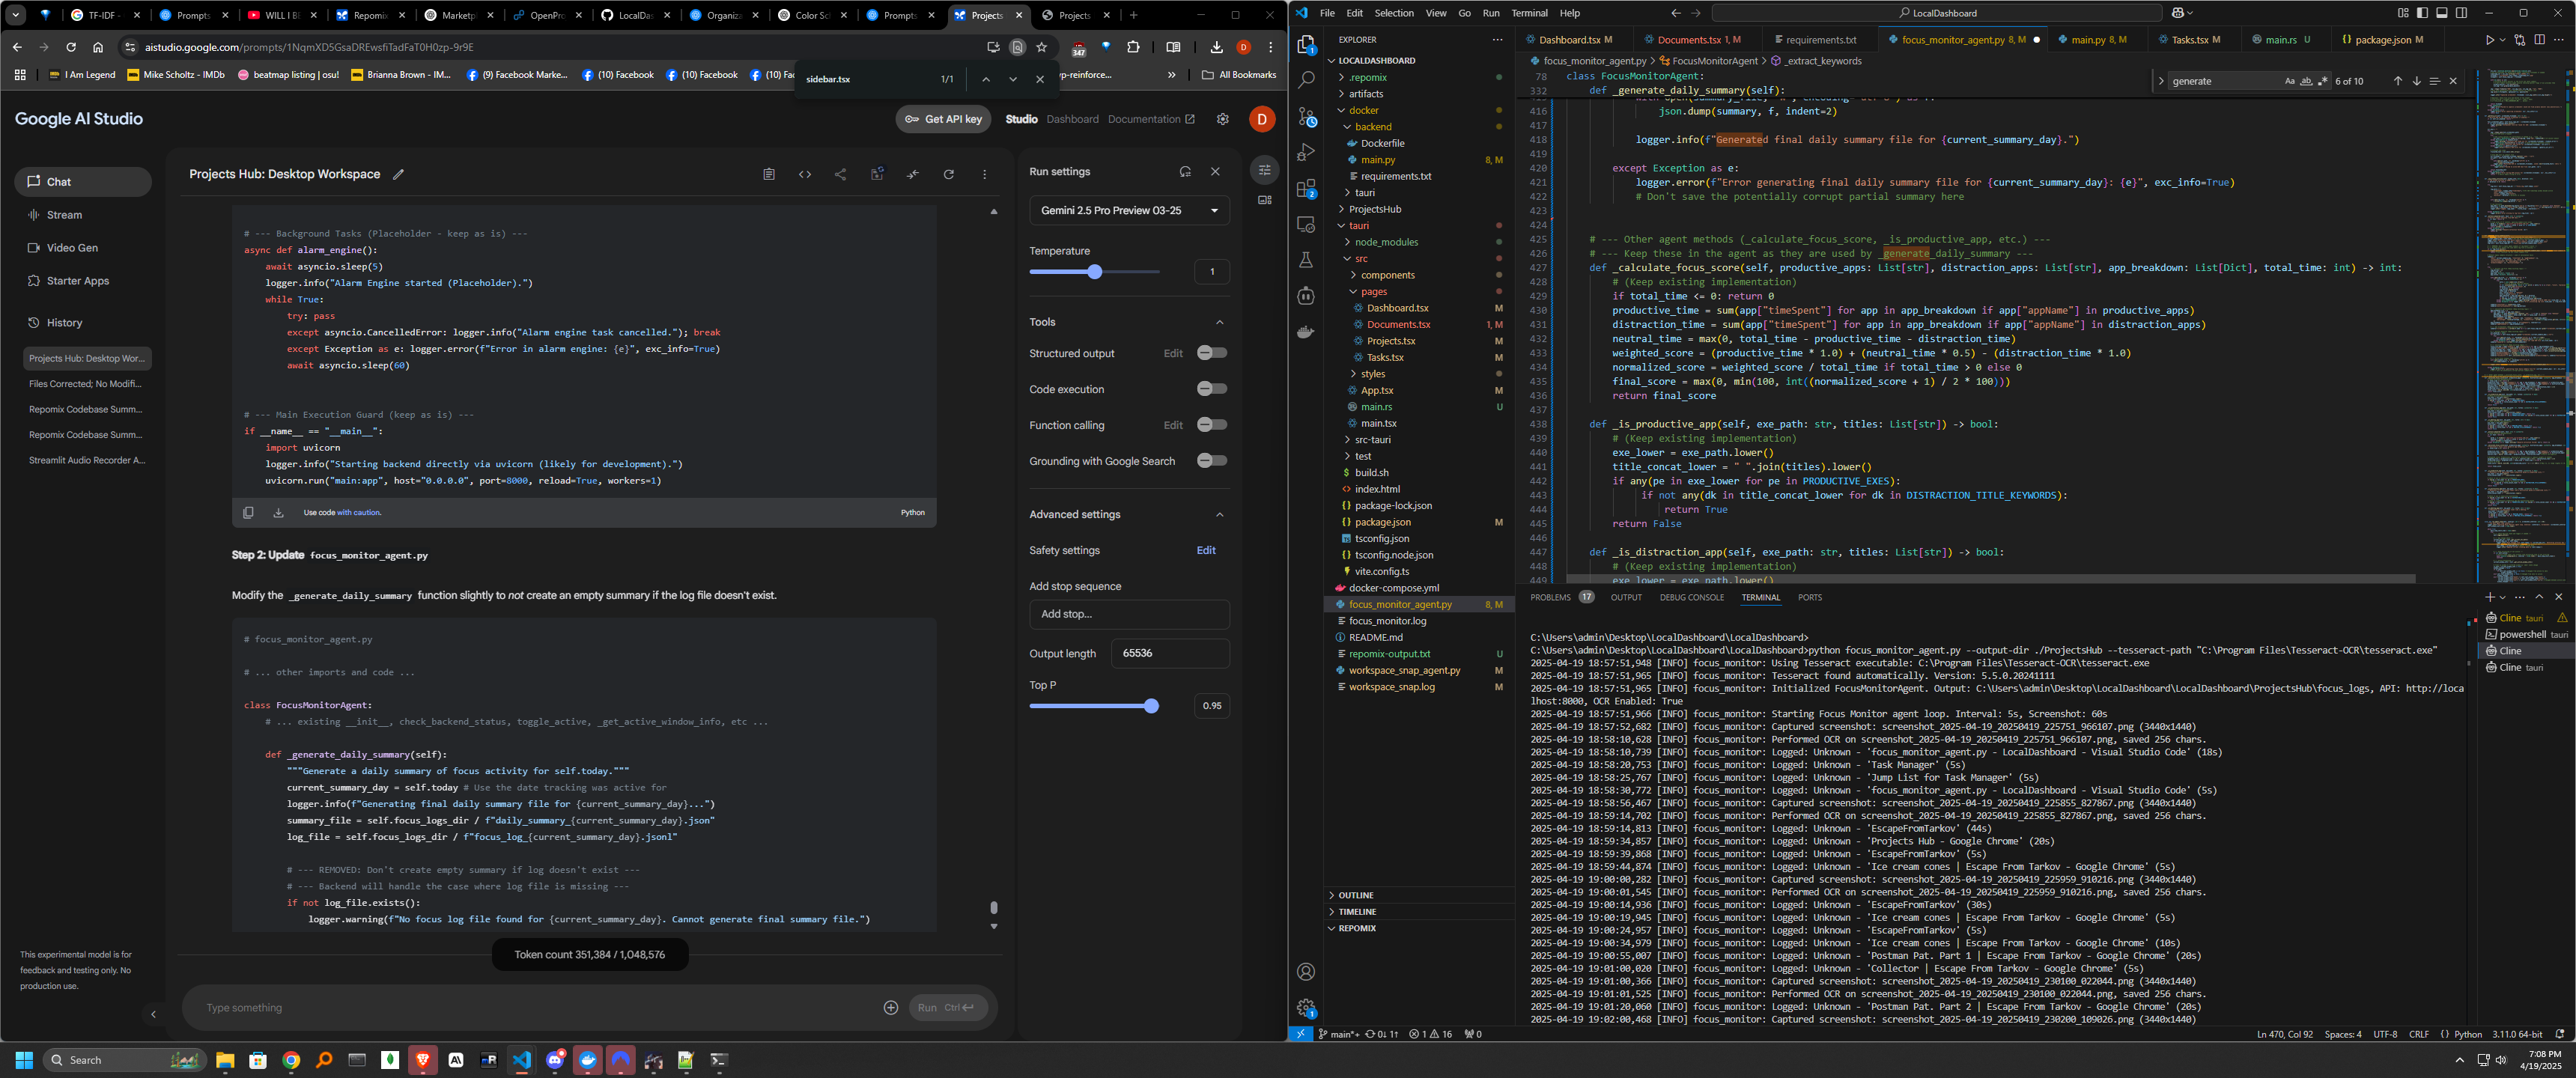 TF-IDF -
Prompts
WILL I B
Repomix
Marketpl
OpenPro
LocalDas
Organiza
Color Sc
Prompts
Projects
Projects
aistudio.google.com/prompts/1NqmXD5GsaDREwsfiTadFaT0H0zp-9r9E
I Am Legend
Mike Scholtz - IMDb
beatmap listing | osu!
Brianna Brown - IM...
(9) Facebook Marke...
(10) Facebook
(10) Facebook
(10) Fac
yp-reinforce...
All Bookmarks
sidebar.tsx
1/1
Google AI Studio
Get API key
Studio
Dashboard
Documentation
D
Chat
Stream
Video Gen
Starter Apps
History
Projects Hub: Desktop Wor...
Files Corrected; No Modifi...
Repomix Codebase Summ...
Repomix Codebase Summ...
Streamlit Audio Recorder A...
This experimental model is for
feedback and testing only. No
production use.
Projects Hub: Desktop Workspace
# --- Background Tasks (Placeholder - keep as is) ---
async def alarm_engine():
await asyncio.sleep(5)
logger.info("Alarm Engine started (Placeholder).")
while True:
try: pass
except asyncio.CancelledError: logger.info("Alarm engine task cancelled."); break
except Exception as e: logger.error(f"Error in alarm engine: {e}", exc_info=True)
await asyncio.sleep(60)
# --- Main Execution Guard (keep as is) ---
if __name__ == "__main__":
import uvicorn
logger.info("Starting backend directly via uvicorn (likely for development).")
uvicorn.run("main:app", host="0.0.0.0", port=8000, reload=True, workers=1)
Use code with caution.
Python
Step 2: Update focus_monitor_agent.py
Modify the _generate_daily_summary function slightly to not create an empty summary if the log file doesn't exist.
# focus_monitor_agent.py
# ... other imports and code ...
class FocusMonitorAgent:
# ... existing __init__, check_backend_status, toggle_active, _get_active_window_info, etc ...
def _generate_daily_summary(self):
"""Generate a daily summary of focus activity for self.today."""
current_summary_day = self.today # Use the date tracking was active for
logger.info(f"Generating final daily summary file for {current_summary_day}...")
summary_file = self.focus_logs_dir / f"daily_summary_{current_summary_day}.json"
log_file = self.focus_logs_dir / f"focus_log_{current_summary_day}.jsonl"
# --- REMOVED: Don't create empty summary if log doesn't exist ---
# --- Backend will handle the case where log file is missing ---
if not log_file.exists():
logger.warning(f"No focus log file found for {current_summary_day}. Cannot generate final summary file.")
Token count 351,384 / 1,048,576
Type something
Run Ctrl
Run settings
Gemini 2.5 Pro Preview 03-25
Temperature
1
Tools
Structured output
Edit
Code execution
Function calling
Edit
Grounding with Google Search
Advanced settings
Safety settings
Edit
Add stop sequence
Add stop...
Output length
65536
Top P
0.95
File Edit Selection View Go Run Terminal Help
LocalDashboard
EXPLORER
LOCALDASHBOARD
.repomix
artifacts
docker
backend
Dockerfile
main.py 8, M
requirements.txt
tauri
ProjectsHub
tauri
node_modules
src
components
pages
Dashboard.tsx M
Documents.tsx 1, M
Projects.tsx M
Tasks.tsx M
styles
App.tsx M
main.rs U
main.tsx
src-tauri
test
build.sh
index.html
package-lock.json
package.json M
tsconfig.json
tsconfig.node.json
vite.config.ts
docker-compose.yml
focus_monitor_agent.py 8, M
focus_monitor.log
README.md
repomix-output.txt U
workspace_snap_agent.py M
workspace_snap.log M
OUTLINE
TIMELINE
REPOMIX
Dashboard.tsx M
Documents.tsx 1, M
requirements.txt
focus_monitor_agent.py 8, M
main.py 8, M
Tasks.tsx M
main.rs U
package.json M
focus_monitor_agent.py > FocusMonitorAgent > _extract_keywords
generate
6 of 10
78 class FocusMonitorAgent:
332 def _generate_daily_summary(self):
416 json.dump(summary, f, indent=2)
417
418 logger.info(f"Generated final daily summary file for {current_summary_day}.")
419
420 except Exception as e:
421 logger.error(f"Error generating final daily summary file for {current_summary_day}: {e}", exc_info=True)
422 # Don't save the potentially corrupt partial summary here
423
424
425 # --- Other agent methods (_calculate_focus_score, _is_productive_app, etc.) ---
426 # --- Keep these in the agent as they are used by _generate_daily_summary ---
427 def _calculate_focus_score(self, productive_apps: List[str], distraction_apps: List[str], app_breakdown: List[Dict], total_time: int) -> int:
428 # (Keep existing implementation)
429 if total_time <= 0: return 0
430 productive_time = sum(app["timeSpent"] for app in app_breakdown if app["appName"] in productive_apps)
431 distraction_time = sum(app["timeSpent"] for app in app_breakdown if app["appName"] in distraction_apps)
432 neutral_time = max(0, total_time - productive_time - distraction_time)
433 weighted_score = (productive_time * 1.0) + (neutral_time * 0.5) - (distraction_time * 1.0)
434 normalized_score = weighted_score / total_time if total_time > 0 else 0
435 final_score = max(0, min(100, int((normalized_score + 1) / 2 * 100)))
436 return final_score
437
438 def _is_productive_app(self, exe_path: str, titles: List[str]) -> bool:
439 # (Keep existing implementation)
440 exe_lower = exe_path.lower()
441 title_concat_lower = " ".join(titles).lower()
442 if any(pe in exe_lower for pe in PRODUCTIVE_EXES):
443 if not any(dk in title_concat_lower for dk in DISTRACTION_TITLE_KEYWORDS):
444 return True
445 return False
446
447 def _is_distraction_app(self, exe_path: str, titles: List[str]) -> bool:
448 # (Keep existing implementation)
449 exe_lower = exe_path.lower()
PROBLEMS 17 OUTPUT DEBUG CONSOLE TERMINAL PORTS
C:\Users\admin\Desktop\LocalDashboard\LocalDashboard>
C:\Users\admin\Desktop\LocalDashboard\LocalDashboard>python focus_monitor_agent.py --output-dir ./ProjectsHub --tesseract-path "C:\Program Files\Tesseract-OCR\tesseract.exe"
2025-04-19 18:57:51,948 [INFO] focus_monitor: Using Tesseract executable: C:\Program Files\Tesseract-OCR\tesseract.exe
2025-04-19 18:57:51,965 [INFO] focus_monitor: Tesseract found automatically. Version: 5.5.0.20241111
2025-04-19 18:57:51,965 [INFO] focus_monitor: Initialized FocusMonitorAgent. Output: C:\Users\admin\Desktop\LocalDashboard\LocalDashboard\ProjectsHub\focus_logs, API: http://loca
lhost:8000, OCR Enabled: True
2025-04-19 18:57:51,966 [INFO] focus_monitor: Starting Focus Monitor agent loop. Interval: 5s, Screenshot: 60s
2025-04-19 18:57:52,682 [INFO] focus_monitor: Captured screenshot: screenshot_2025-04-19_20250419_225751_966107.png (3440x1440)
2025-04-19 18:58:10,628 [INFO] focus_monitor: Performed OCR on screenshot_2025-04-19_20250419_225751_966107.png, saved 256 chars.
2025-04-19 18:58:10,739 [INFO] focus_monitor: Logged: Unknown - 'focus_monitor_agent.py - LocalDashboard - Visual Studio Code' (18s)
2025-04-19 18:58:20,753 [INFO] focus_monitor: Logged: Unknown - 'Task Manager' (5s)
2025-04-19 18:58:25,767 [INFO] focus_monitor: Logged: Unknown - 'Jump List for Task Manager' (5s)
2025-04-19 18:58:30,772 [INFO] focus_monitor: Logged: Unknown - 'focus_monitor_agent.py - LocalDashboard - Visual Studio Code' (5s)
2025-04-19 18:58:56,467 [INFO] focus_monitor: Captured screenshot: screenshot_2025-04-19_20250419_225855_827867.png (3440x1440)
2025-04-19 18:59:14,702 [INFO] focus_monitor: Performed OCR on screenshot_2025-04-19_20250419_225855_827867.png, saved 256 chars.
2025-04-19 18:59:14,813 [INFO] focus_monitor: Logged: Unknown - 'EscapeFromTarkov' (44s)
2025-04-19 18:59:34,857 [INFO] focus_monitor: Logged: Unknown - 'Projects Hub - Google Chrome' (20s)
2025-04-19 18:59:39,868 [INFO] focus_monitor: Logged: Unknown - 'EscapeFromTarkov' (5s)
2025-04-19 18:59:44,874 [INFO] focus_monitor: Logged: Unknown - 'Ice cream cones | Escape From Tarkov - Google Chrome' (5s)
2025-04-19 19:00:00,282 [INFO] focus_monitor: Captured screenshot: screenshot_2025-04-19_20250419_225959_910216.png (3440x1440)
2025-04-19 19:00:01,545 [INFO] focus_monitor: Performed OCR on screenshot_2025-04-19_20250419_225959_910216.png, saved 256 chars.
2025-04-19 19:00:14,936 [INFO] focus_monitor: Logged: Unknown - 'EscapeFromTarkov' (30s)
2025-04-19 19:00:19,945 [INFO] focus_monitor: Logged: Unknown - 'Ice cream cones | Escape From Tarkov - Google Chrome' (5s)
2025-04-19 19:00:24,957 [INFO] focus_monitor: Logged: Unknown - 'EscapeFromTarkov' (5s)
2025-04-19 19:00:34,979 [INFO] focus_monitor: Logged: Unknown - 'Ice cream cones | Escape From Tarkov - Google Chrome' (10s)
2025-04-19 19:00:55,007 [INFO] focus_monitor: Logged: Unknown - 'Postman Pat. Part 1 | Escape From Tarkov - Google Chrome' (20s)
2025-04-19 19:01:00,020 [INFO] focus_monitor: Logged: Unknown - 'Collector | Escape From Tarkov - Google Chrome' (5s)
2025-04-19 19:01:00,366 [INFO] focus_monitor: Captured screenshot: screenshot_2025-04-19_20250419_230100_022044.png (3440x1440)
2025-04-19 19:01:01,525 [INFO] focus_monitor: Performed OCR on screenshot_2025-04-19_20250419_230100_022044.png, saved 256 chars.
2025-04-19 19:01:20,060 [INFO] focus_monitor: Logged: Unknown - 'Postman Pat. Part 2 | Escape From Tarkov - Google Chrome' (20s)
2025-04-19 19:02:00,468 [INFO] focus_monitor: Captured screenshot: screenshot_2025-04-19_20250419_230200_109026.png (3440x1440)
Cline tauri
powershell tauri
Cline
Cline tauri
main*+ 0↓ 1↑ 1 16 0
Ln 470, Col 92 Spaces: 4 UTF-8 CRLF Python 3.11.0 64-bit
Search
7:08 PM
4/19/2025